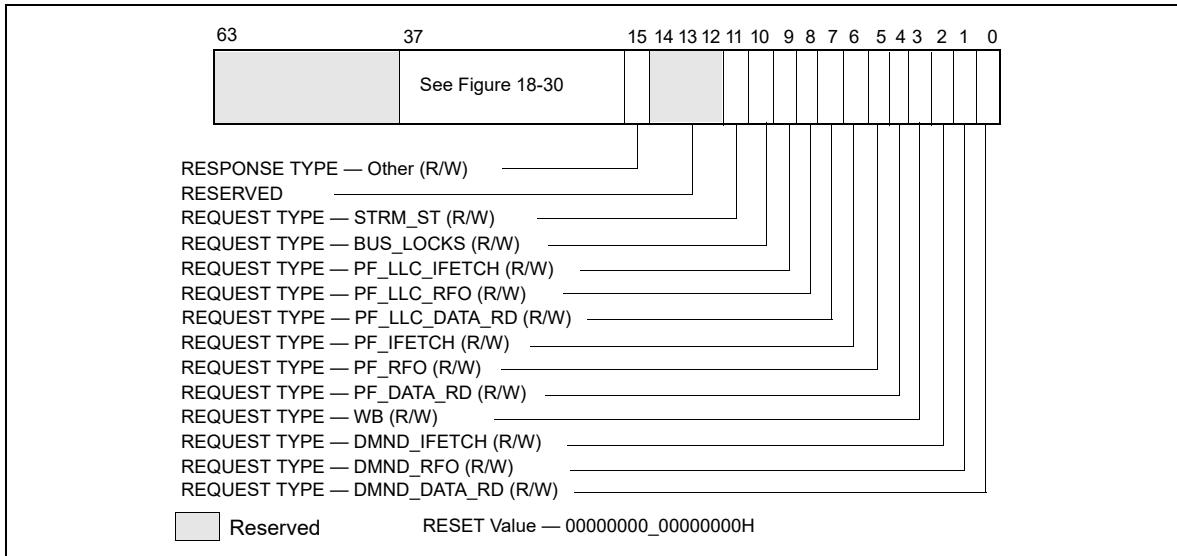 63 37 15 14 13 12 11 10 9 8 7 6 5 4 3 2 1 0
See Figure 18-30
RESPONSE TYPE — Other (R/W)
RESERVED
REQUEST TYPE — STRM_ST (R/W)
REQUEST TYPE — BUS_LOCKS (R/W)
REQUEST TYPE — PF_LLC_IFETCH (R/W)
REQUEST TYPE — PF_LLC_RFO (R/W)
REQUEST TYPE — PF_LLC_DATA_RD (R/W)
REQUEST TYPE — PF_IFETCH (R/W)
REQUEST TYPE — PF_RFO (R/W)
REQUEST TYPE — PF_DATA_RD (R/W)
REQUEST TYPE — WB (R/W)
REQUEST TYPE — DMND_IFETCH (R/W)
REQUEST TYPE — DMND_RFO (R/W)
REQUEST TYPE — DMND_DATA_RD (R/W)
Reserved RESET Value — 00000000_00000000H